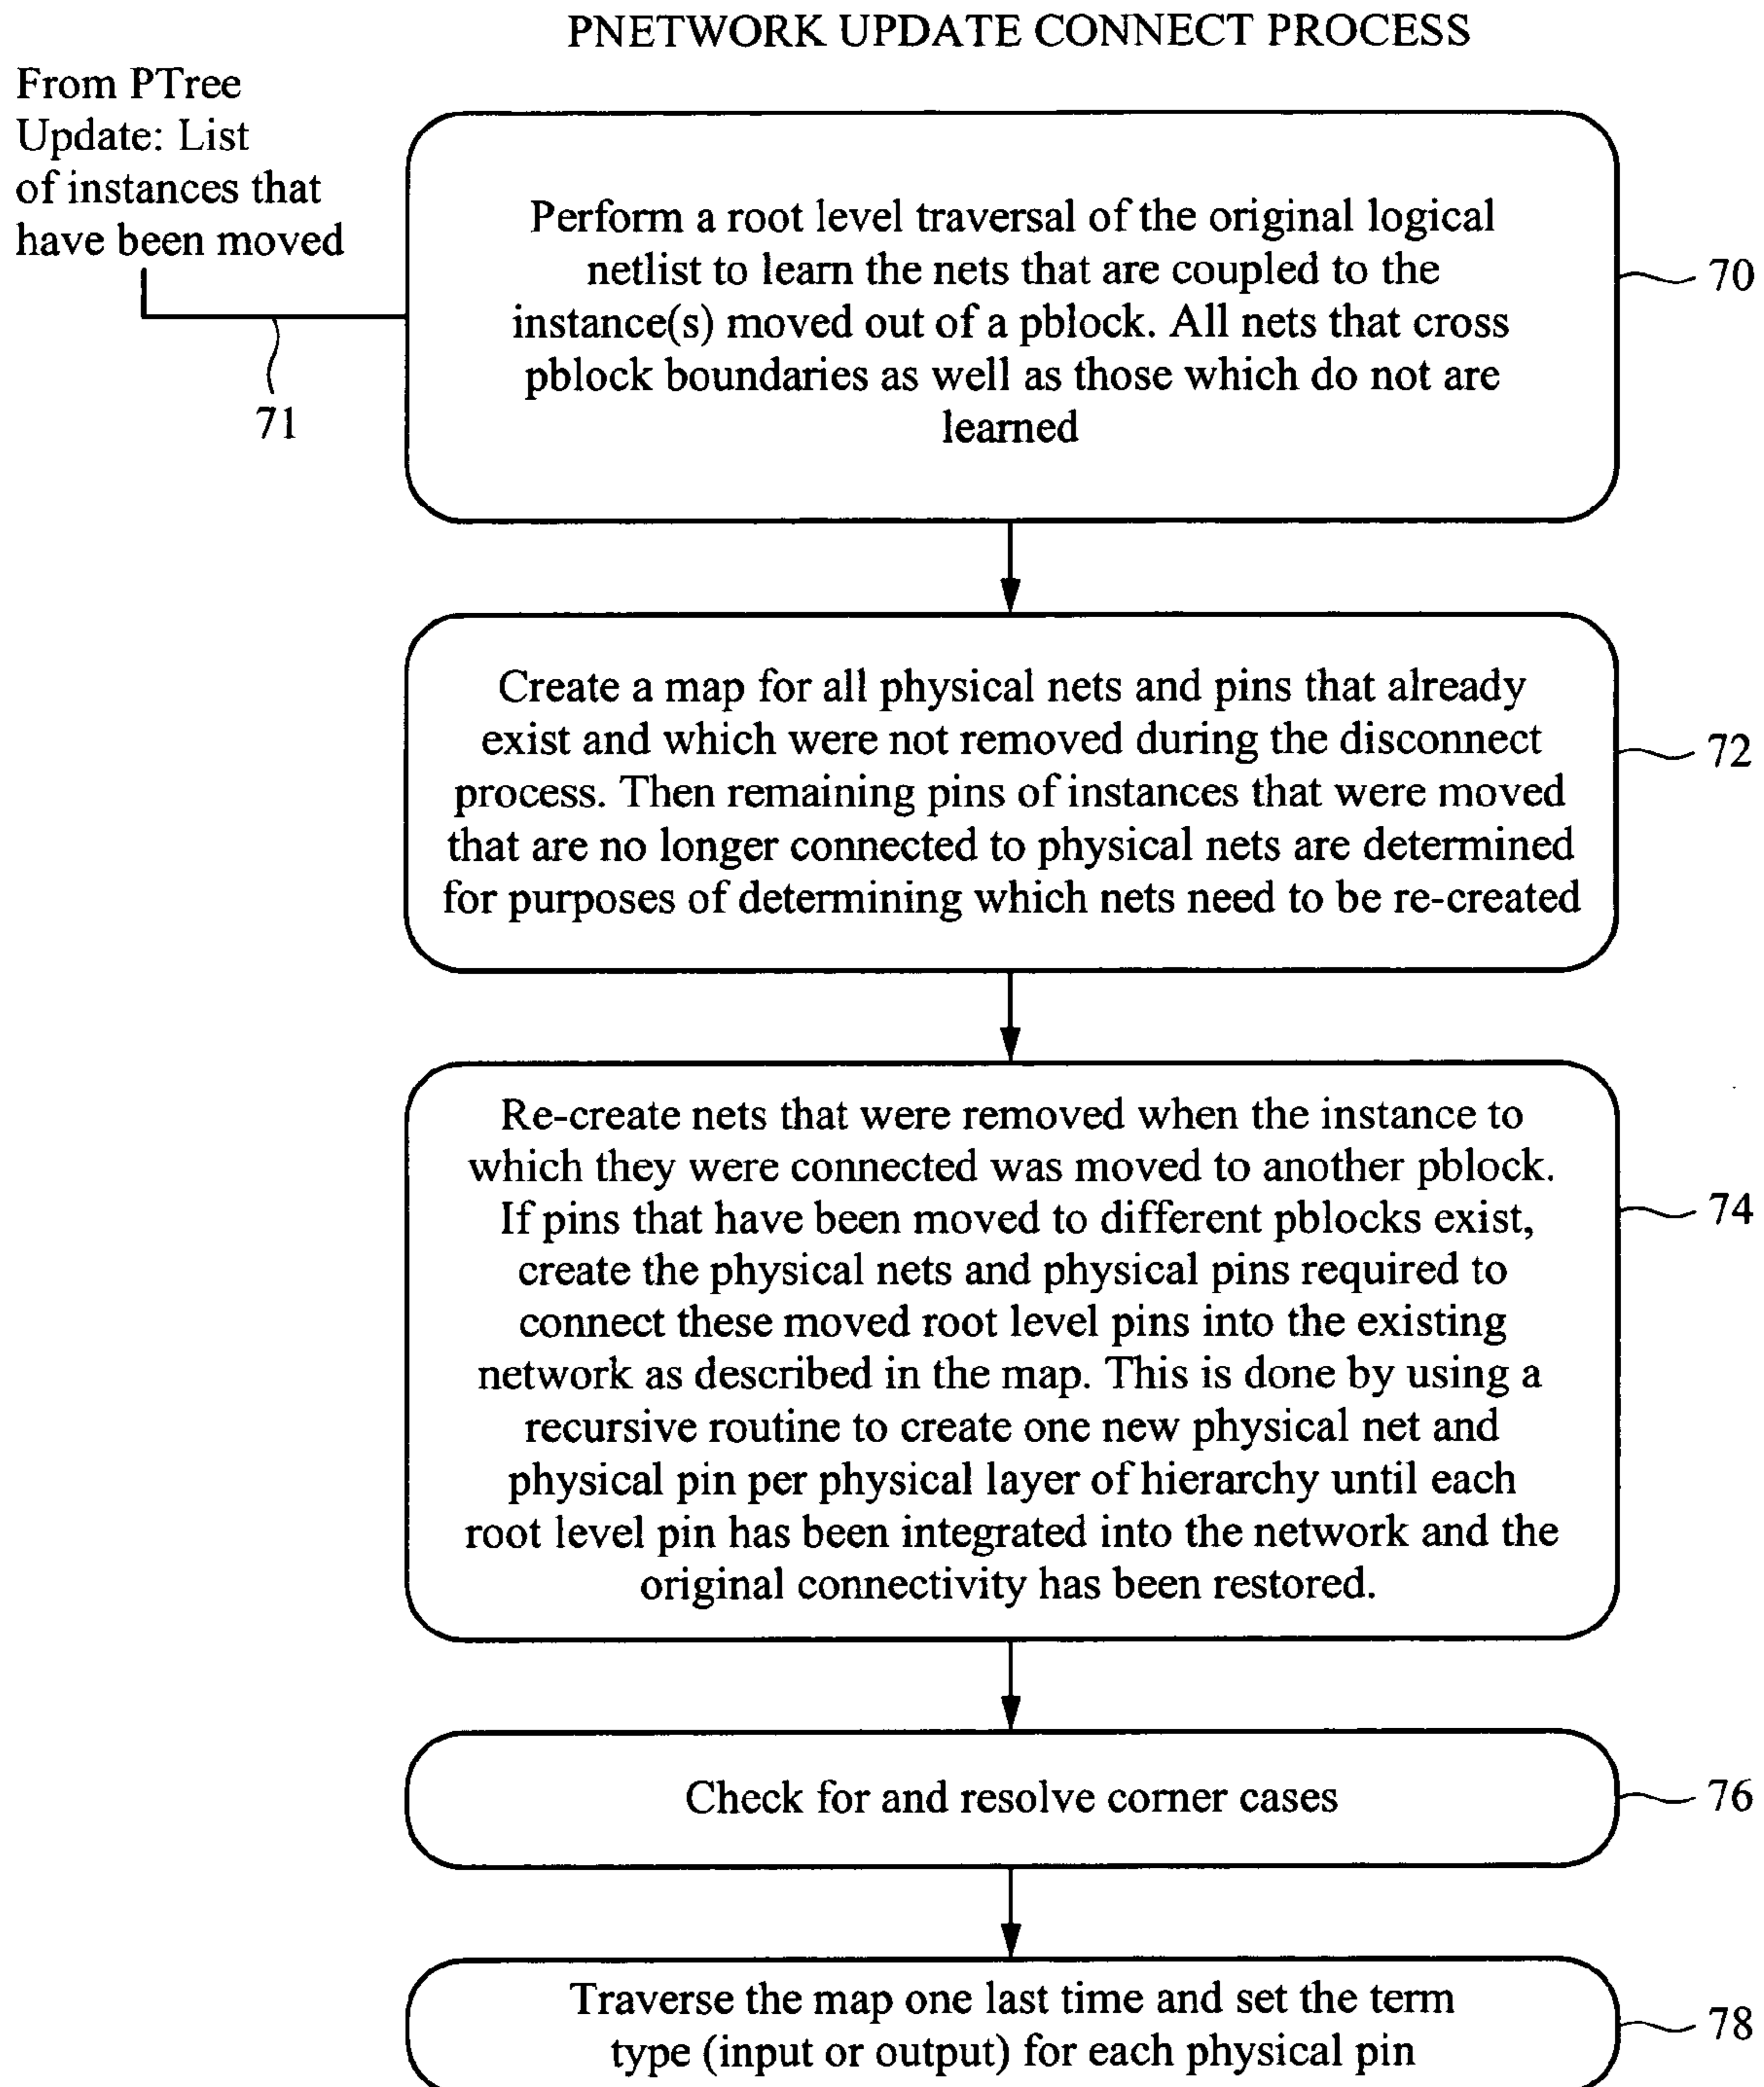 PNETWORK UPDATE CONNECT PROCESS
From PTree
Update: List
of instances that
have been moved
71
Perform a root level traversal of the original logical
netlist to learn the nets that are coupled to the
instance(s) moved out of a pblock. All nets that cross
pblock boundaries as well as those which do not are
learned
70
Create a map for all physical nets and pins that already
exist and which were not removed during the disconnect
process. Then remaining pins of instances that were moved
that are no longer connected to physical nets are determined
for purposes of determining which nets need to be re-created
72
Re-create nets that were removed when the instance to
which they were connected was moved to another pblock.
If pins that have been moved to different pblocks exist,
create the physical nets and physical pins required to
connect these moved root level pins into the existing
network as described in the map. This is done by using a
recursive routine to create one new physical net and
physical pin per physical layer of hierarchy until each
root level pin has been integrated into the network and the
original connectivity has been restored.
74
Check for and resolve corner cases
76
Traverse the map one last time and set the term
type (input or output) for each physical pin
78